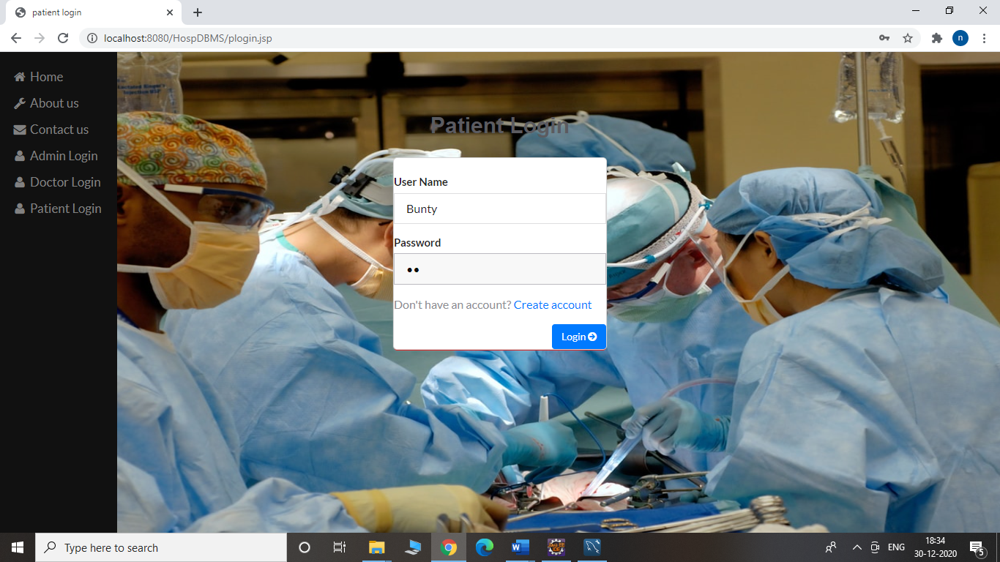 patient login
localhost:8080/HospDBMS/plogin.jsp
n
Home
About us
Contact us
Admin Login
Doctor Login
Patient Login
Patient Login
User Name
Bunty
Password
Don't have an account? Create account
Login
Type here to search
ENG
18:34
30-12-2020
5